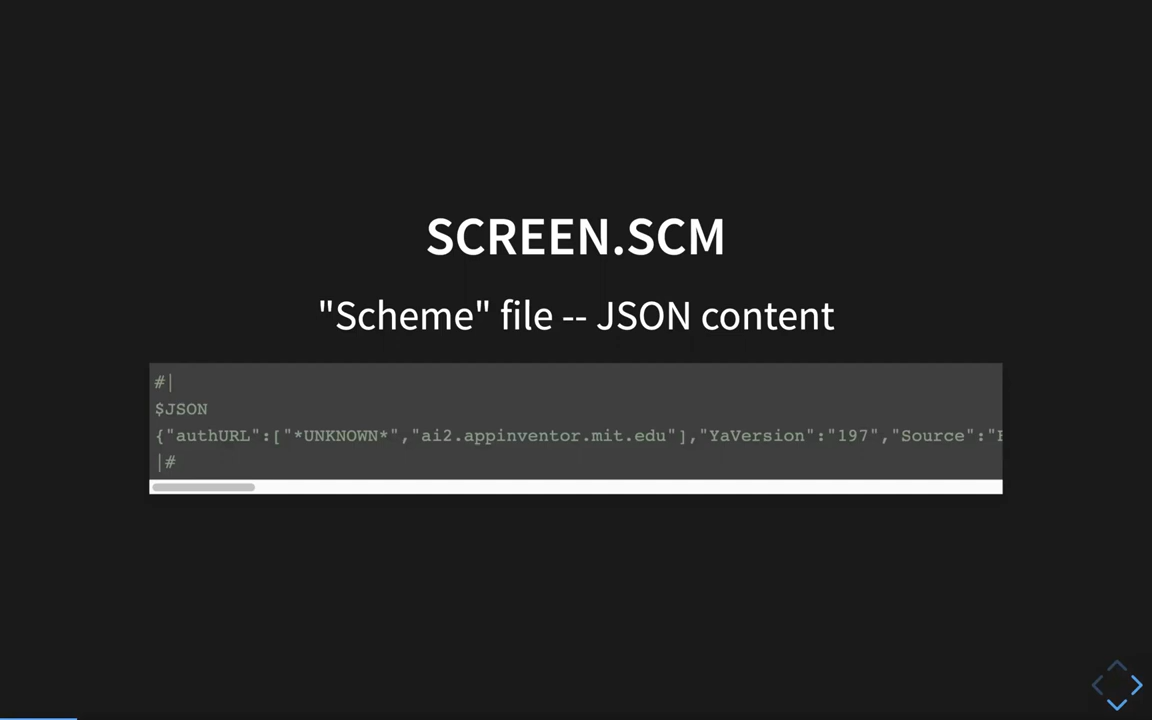 SCREEN.SCM
"Scheme" file -- JSON content
#|
$JSON
{"authURL":["*UNKNOWN*","ai2.appinventor.mit.edu"],"YaVersion":"197","Source":"
|#